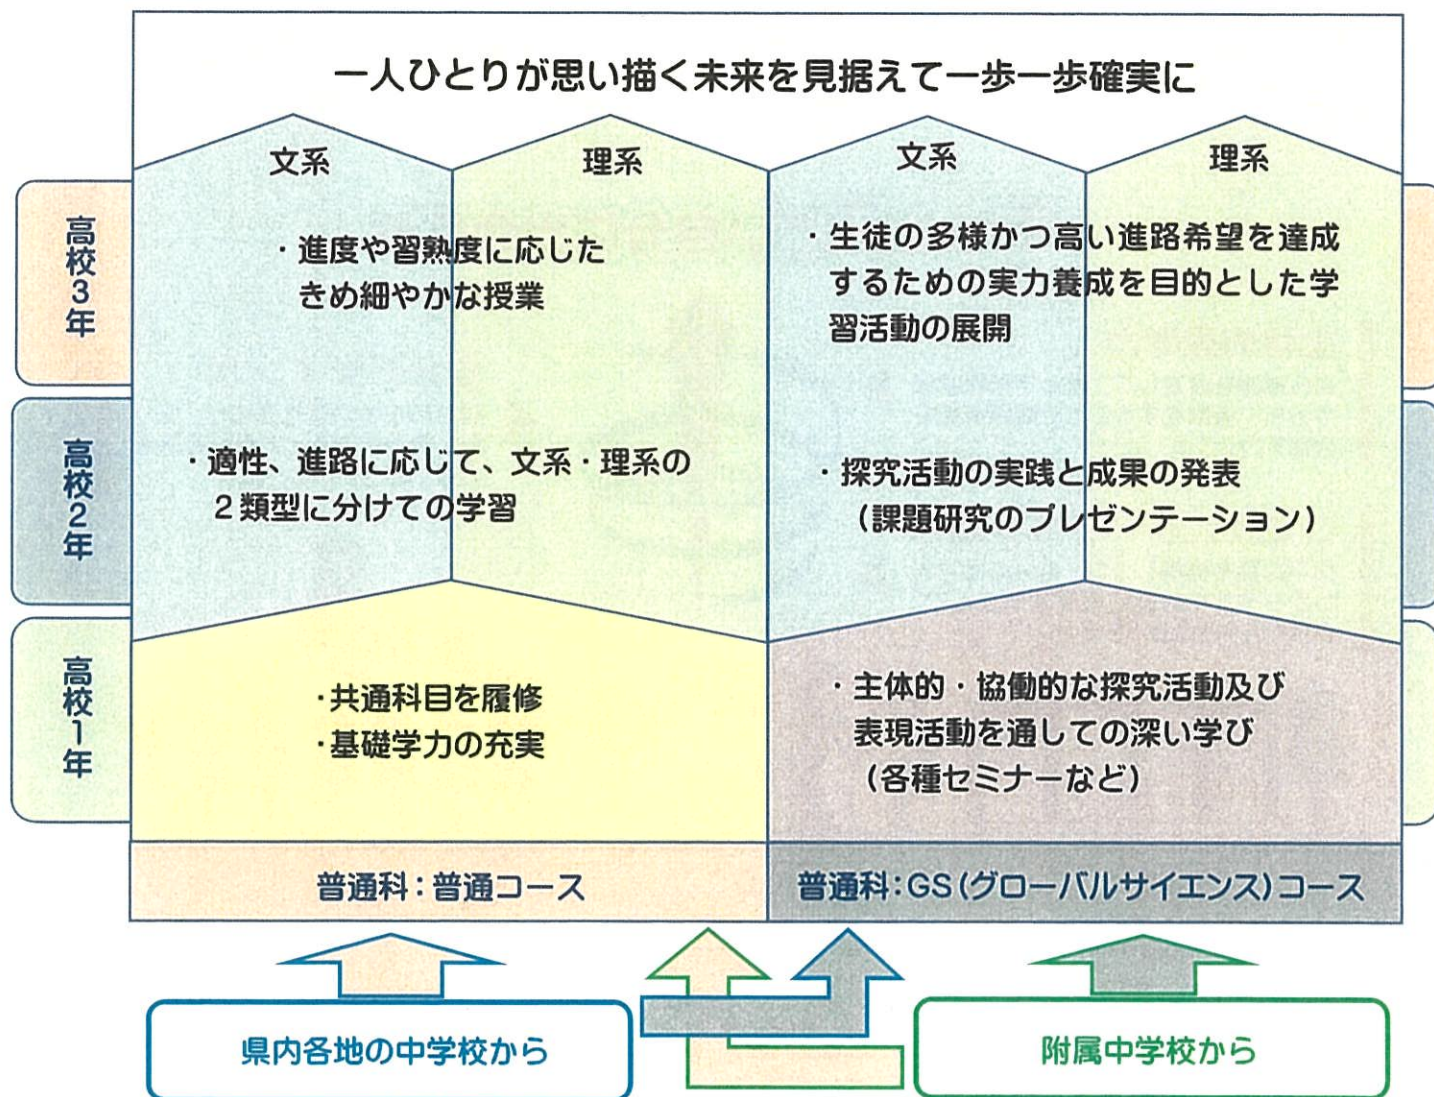 一人ひとりが思い描く未来を見据えて一歩一歩確実に
文系
理系
文系
理系
高校3年
・進度や習熟度に応じた
きめ細やかな授業
・生徒の多様かつ高い進路希望を達成
するための実力養成を目的とした学
習活動の展開
高校2年
・適性、進路に応じて、文系・理系の
2類型に分けての学習
・探究活動の実践と成果の発表
(課題研究のプレゼンテーション)
高校1年
・共通科目を履修
・基礎学力の充実
・主体的・協働的な探究活動及び
表現活動を通しての深い学び
(各種セミナーなど)
普通科:普通コース
普通科:GS(グローバルサイエンス)コース
県内各地の中学校から
附属中学校から